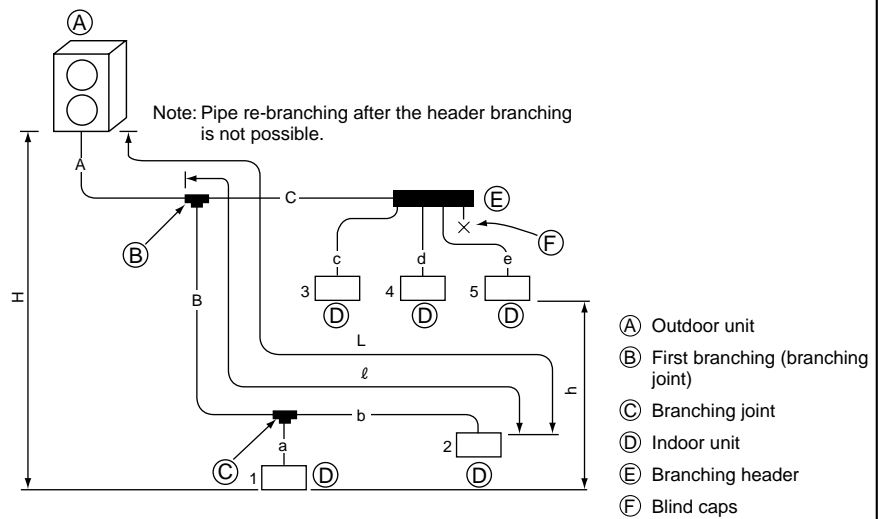 A
Note: Pipe re-branching after the header branching
is not possible.
A
C
E
B
F
c
d
e
3
4
5
D
D
D
H
B
L
ℓ
h
b
a
2
C
1
D
D
A Outdoor unit
B First branching (branching
joint)
C Branching joint
D Indoor unit
E Branching header
F Blind caps